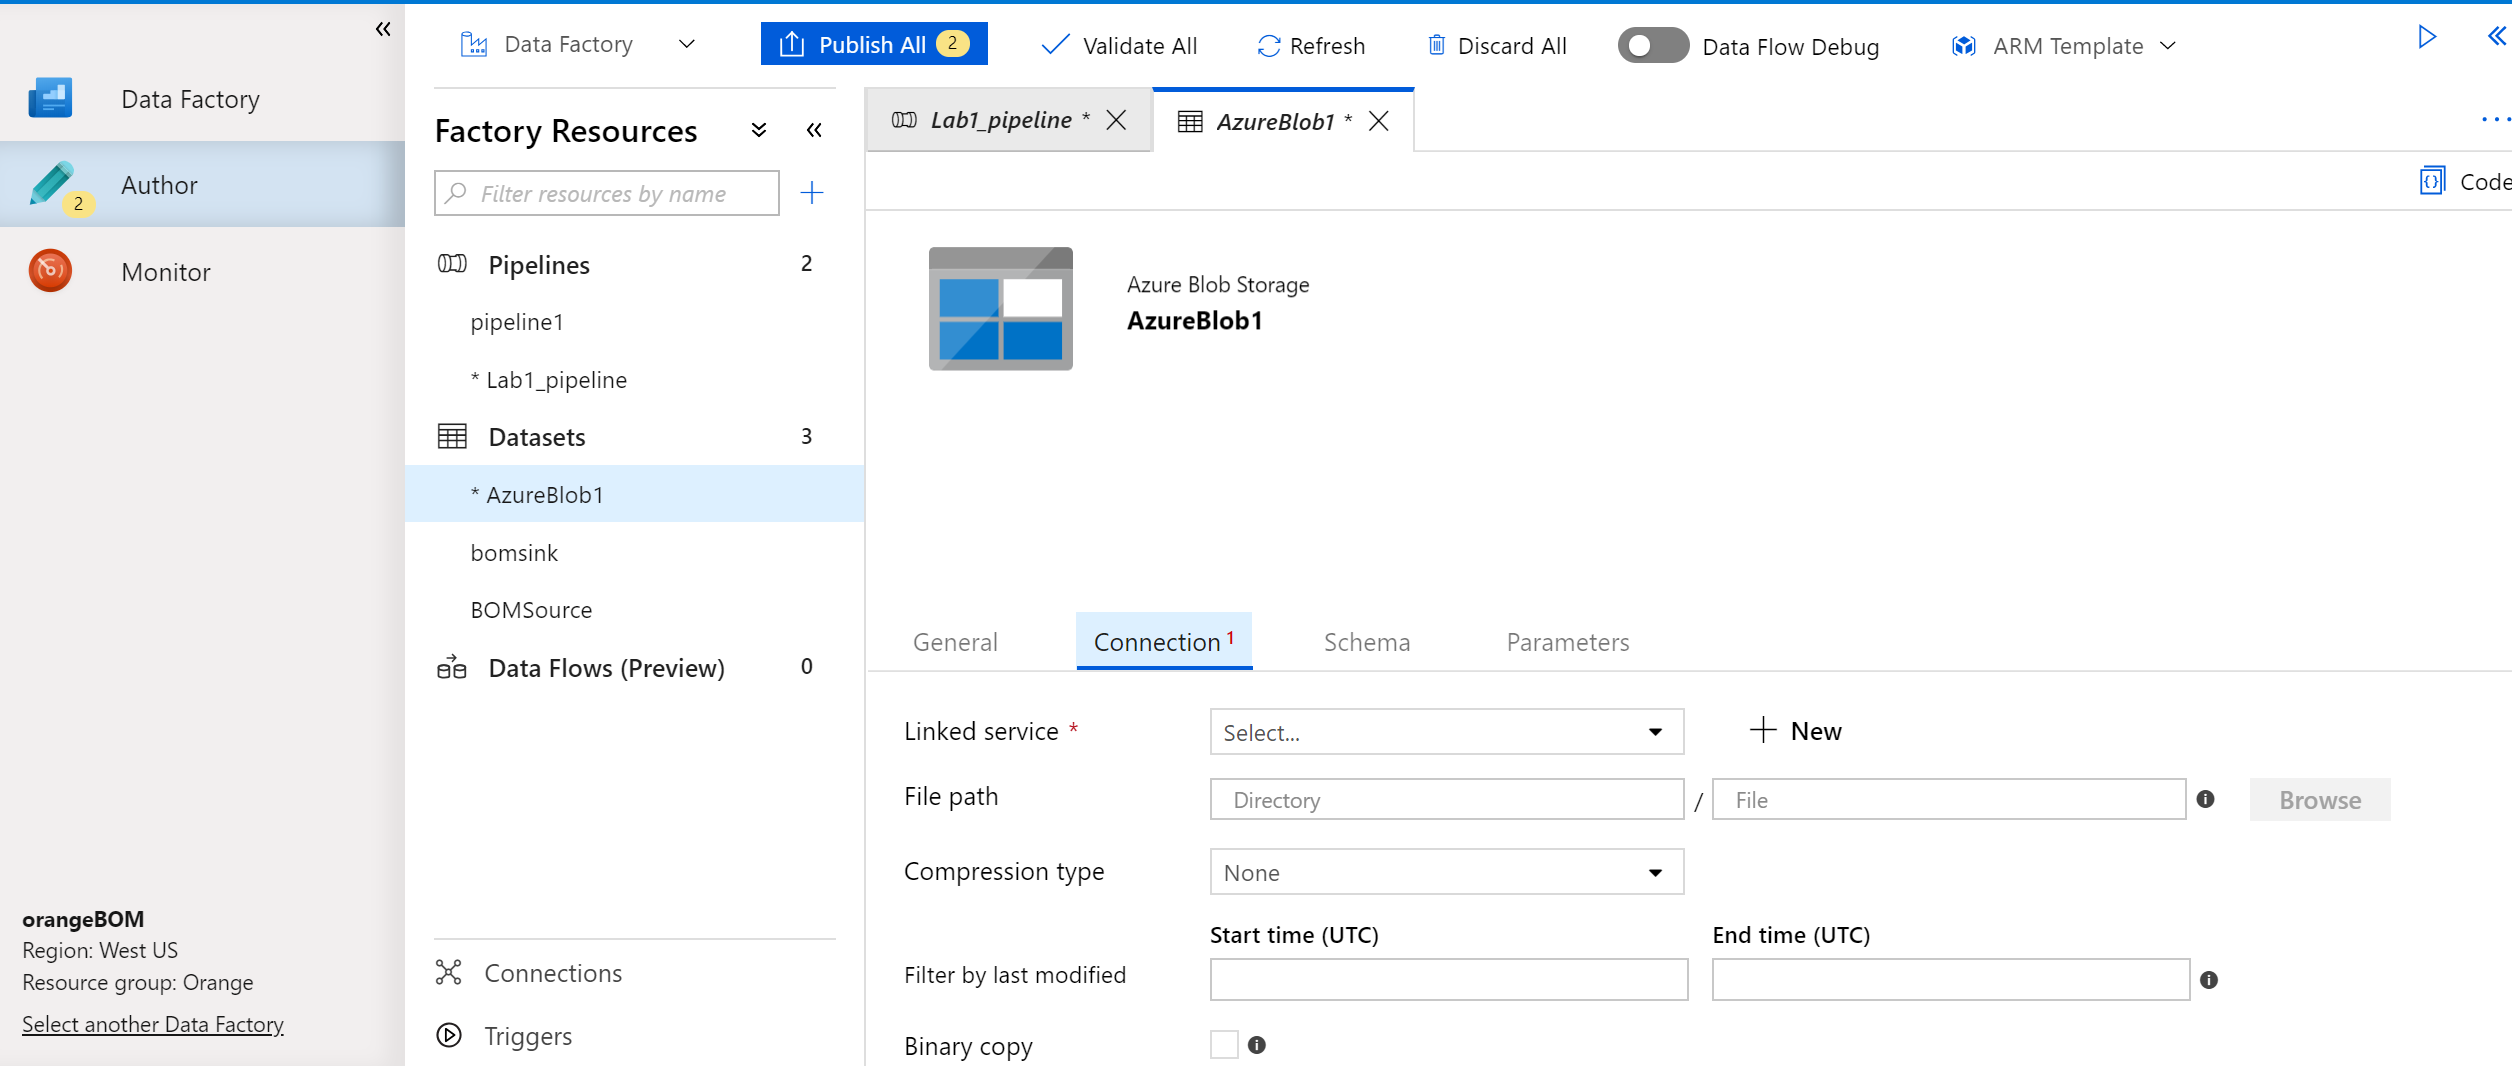 Data Factory
Author
2
Monitor
orangeBOM
Region: West US
Resource group: Orange
Select another Data Factory
Data Factory
Publish All 2
Validate All
Refresh
Discard All
Data Flow Debug
ARM Template
Factory Resources
Filter resources by name
Pipelines 2
pipeline1
* Lab1_pipeline
Datasets 3
* AzureBlob1
bomsink
BOMSource
Data Flows (Preview) 0
Connections
Triggers
Lab1_pipeline *
AzureBlob1 *
Code
Azure Blob Storage
AzureBlob1
General
Connection 1
Schema
Parameters
Linked service * Select... + New
File path Directory / File Browse
Compression type None
Start time (UTC) End time (UTC)
Filter by last modified
Binary copy